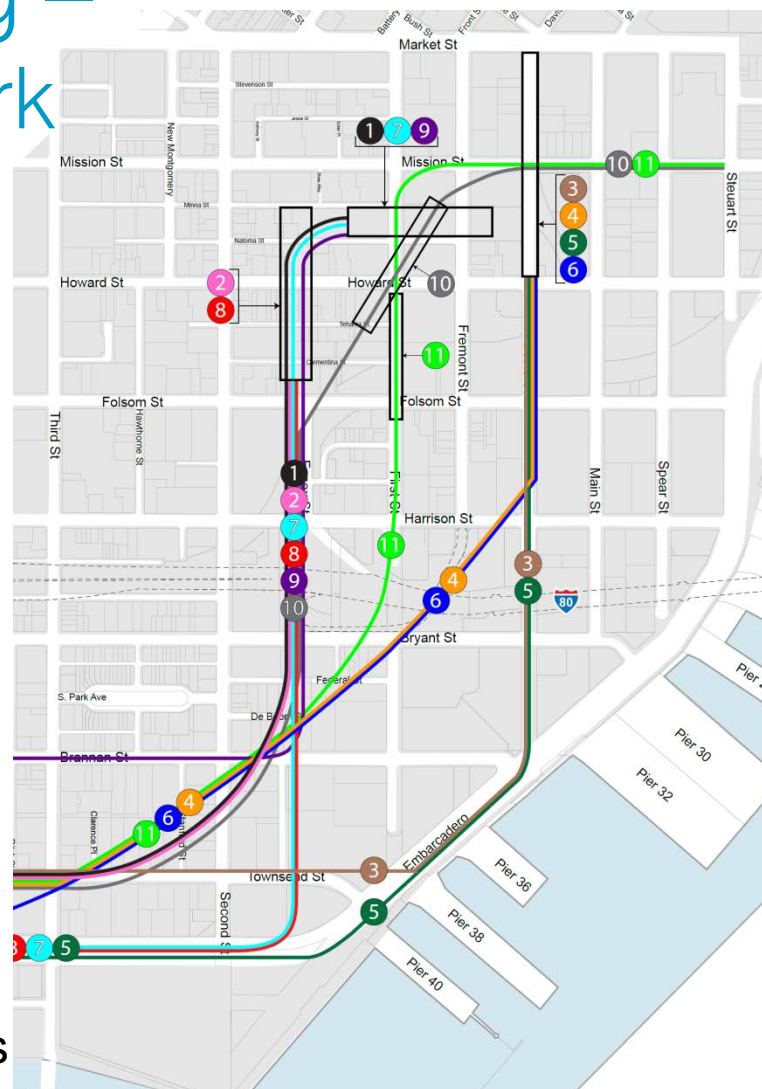 Market St
Stevenson St
Jessie St
1 7 9
New Montgomery
Mission St
Mission St
10 11
3
4
5
6
Steuart St
Minna St
Natoma St
Howard St
2
8
Howard St
10
Tehama St
Clementina St
11
Fremont St
Folsom St
Folsom St
Third St
Hawthorne St
First St
Main St
Spear St
1
2
7
8
9
10
Harrison St
11
4
6
3
5
80
Bryant St
S. Park Ave
Federal St
Brannan St
Pier 30
Pier 32
4
6
11
Clarence Pl
Embarcadero
Townsend St
3
Pier 36
Second St
5
Pier 38
8 7 5
Pier 40
s